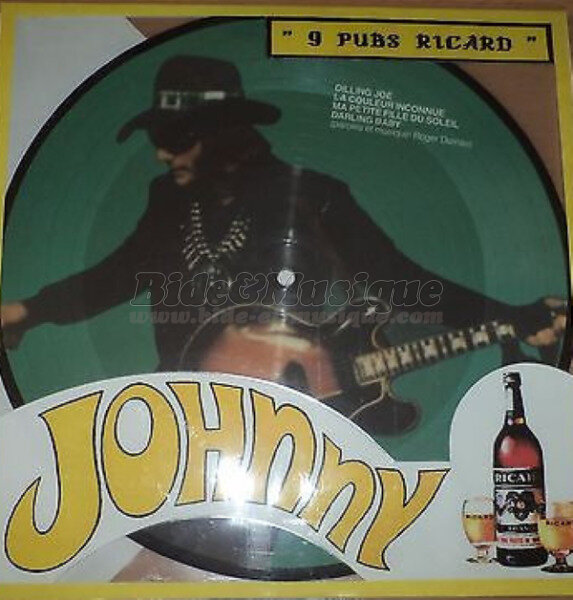 " 9 PUBS RICARD "
DILLING JOE
LA COULEUR INCONNUE
MA PETITE FILLE DU SOLEIL
DARLING BABY
(paroles et musique: Roger
Bide&Musique
www.bide-et-musique.com
JOHNNY
RICARD
RICARD